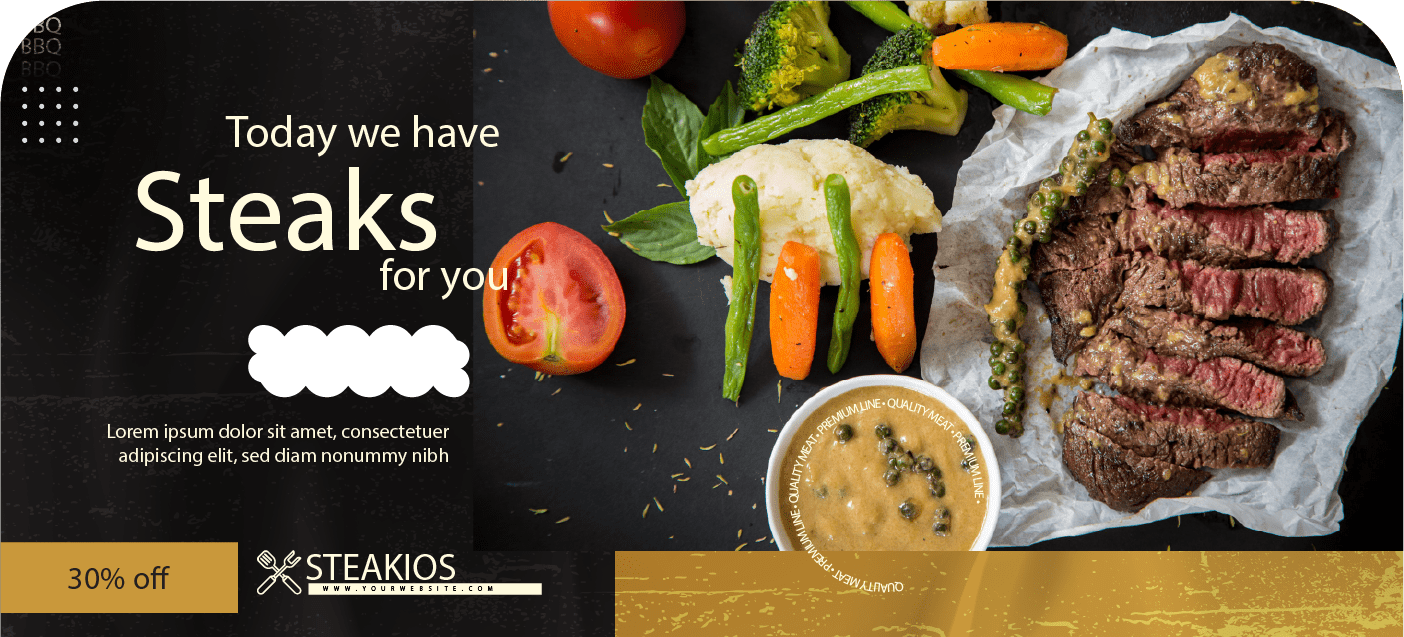 BBQ
BBQ
BBQ
Today we have
Steaks
for you
Lorem ipsum dolor sit amet, consectetuer
adipiscing elit, sed diam nonummy nibh
30% off
STEAKIOS
WWW.YOURWEBSITE.COM
QUALITY MEAT • PREMIUM LINE • QUALITY MEAT • PREMIUM LINE • QUALITY MEAT • PREMIUM LINE •